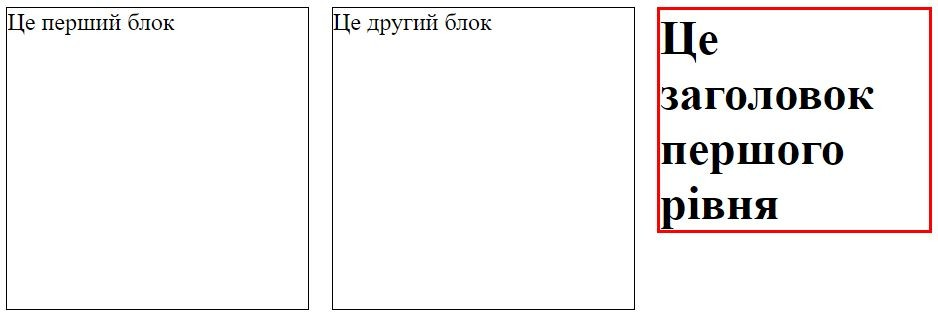 Це перший блок
Це другий блок
Це
заголовок
першого
рівня